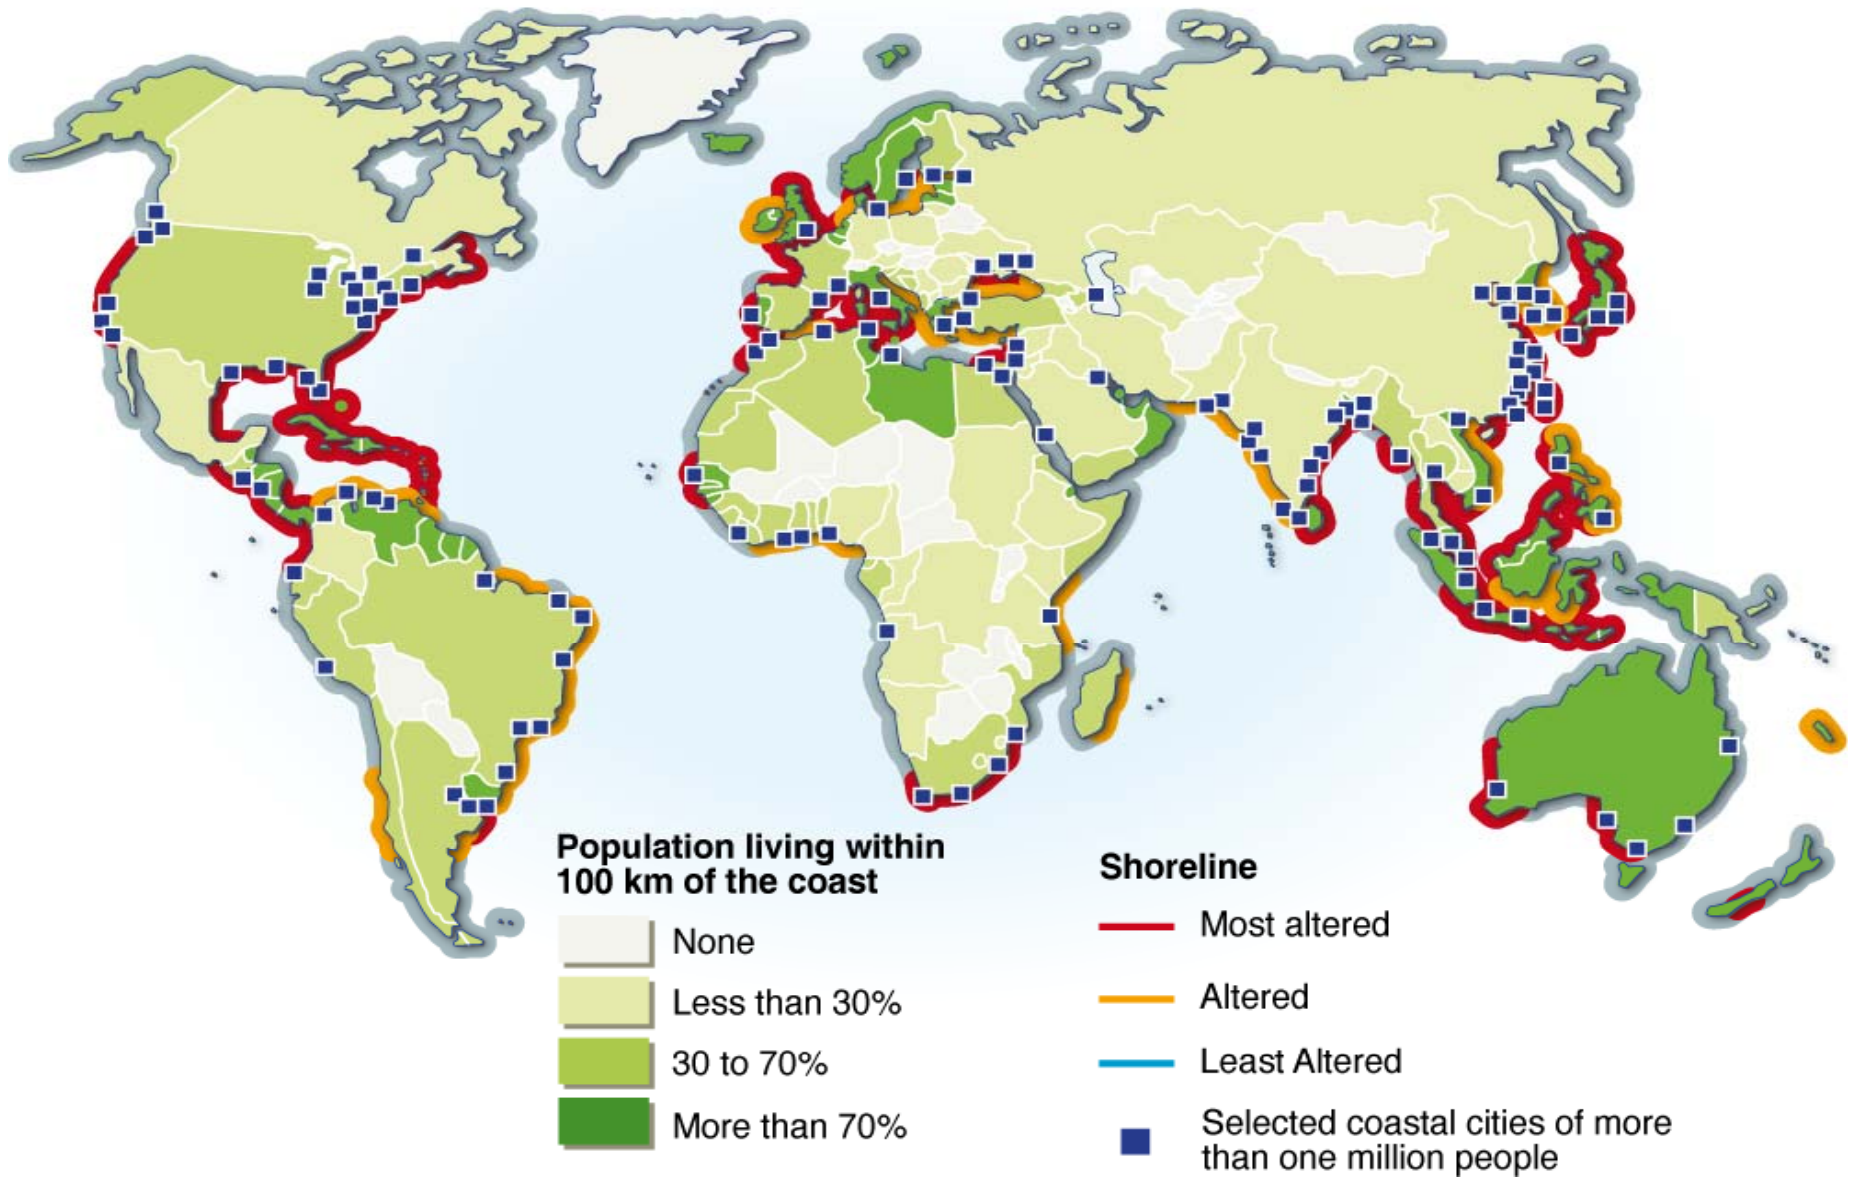 Population living within
100 km of the coast
None
Less than 30%
30 to 70%
More than 70%
Shoreline
Most altered
Altered
Least Altered
Selected coastal cities of more
than one million people